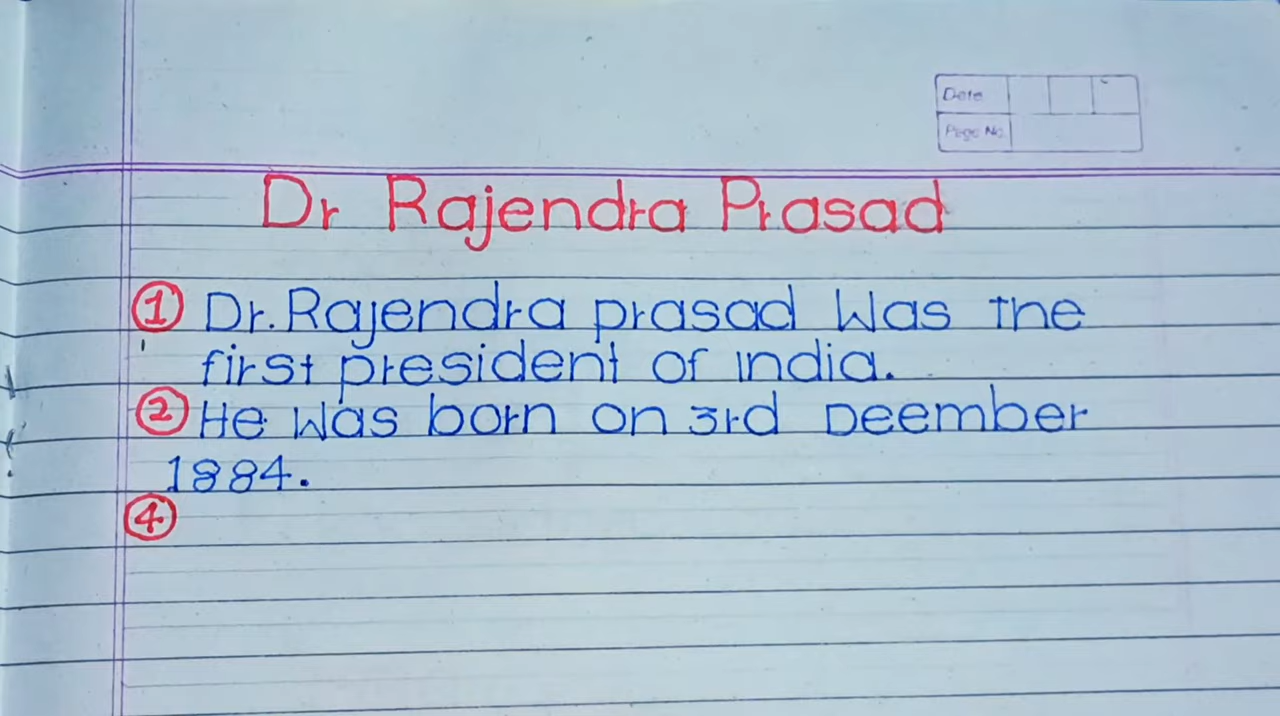 Date
Page No.
Dr Rajendra Prasad
① Dr. Rajendra prasad Was the
first president of india.
② He Was born on 3rd Deember
1884.
④